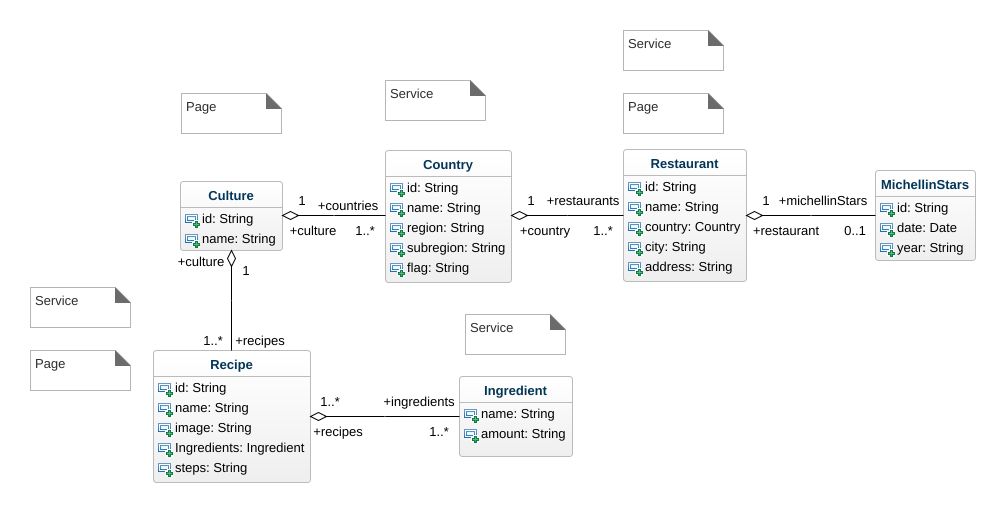 Service
Page
Service
Page
Culture
id: String
name: String
1
+countries
+culture
1..*
Country
id: String
name: String
region: String
subregion: String
flag: String
1
+restaurants
+country
1..*
Restaurant
id: String
name: String
country: Country
city: String
address: String
1
+michellinStars
+restaurant
0..1
MichellinStars
id: String
date: Date
year: String
+culture
1
1..*
+recipes
Service
Page
Recipe
id: String
name: String
image: String
Ingredients: Ingredient
steps: String
1..*
+ingredients
+recipes
1..*
Service
Ingredient
name: String
amount: String